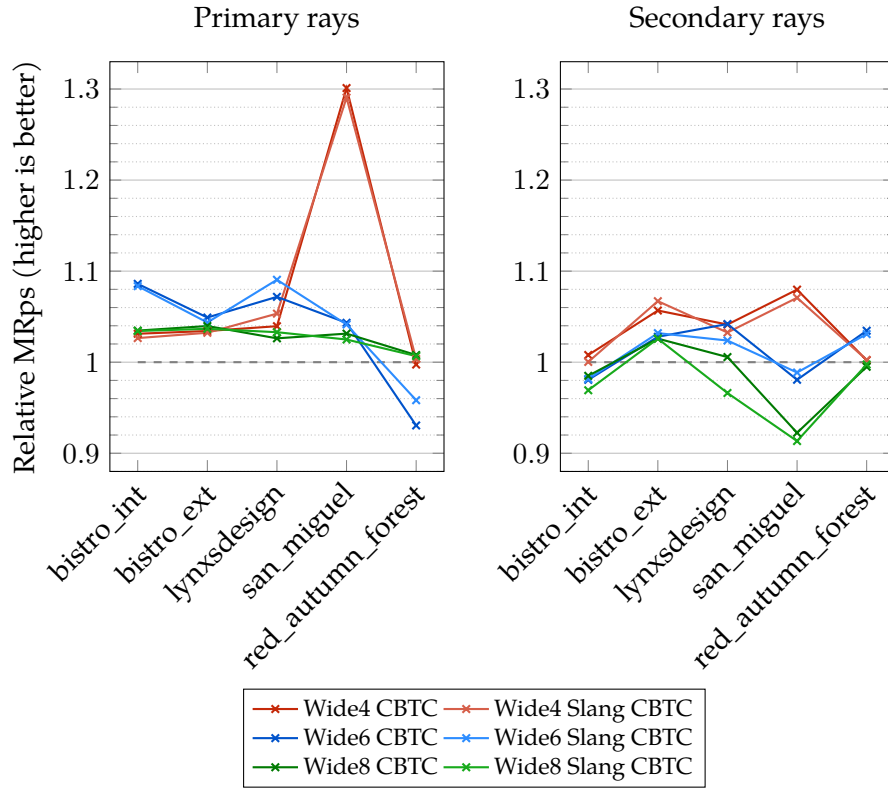 Primary rays
Secondary rays
Relative MRps (higher is better)
1.3
1.2
1.1
1
0.9
bistro_int
bistro_ext
lynxsdesign
san_miguel
red_autumn_forest
1.3
1.2
1.1
1
0.9
bistro_int
bistro_ext
lynxsdesign
san_miguel
red_autumn_forest
Wide4 CBTC Wide4 Slang CBTC
Wide6 CBTC Wide6 Slang CBTC
Wide8 CBTC Wide8 Slang CBTC